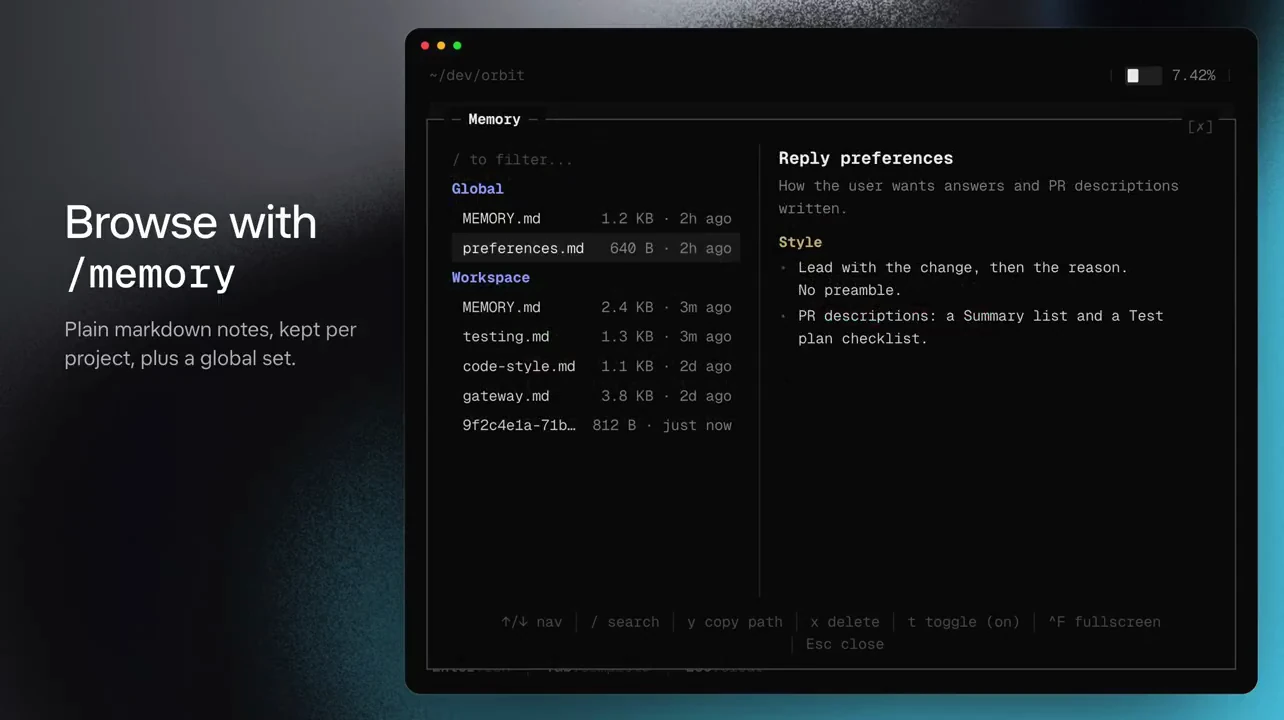 Browse with
/memory
Plain markdown notes, kept per
project, plus a global set.
~/dev/orbit
7.42%
Memory
[x]
/ to filter...
Global
MEMORY.md 1.2 KB · 2h ago
preferences.md 640 B · 2h ago
Workspace
MEMORY.md 2.4 KB · 3m ago
testing.md 1.3 KB · 3m ago
code-style.md 1.1 KB · 2d ago
gateway.md 3.8 KB · 2d ago
9f2c4e1a-71b… 812 B · just now
Reply preferences
How the user wants answers and PR descriptions
written.
Style
· Lead with the change, then the reason.
No preamble.
· PR descriptions: a Summary list and a Test
plan checklist.
↑/↓ nav | / search | y copy path | x delete | t toggle (on) | ^F fullscreen
| Esc close